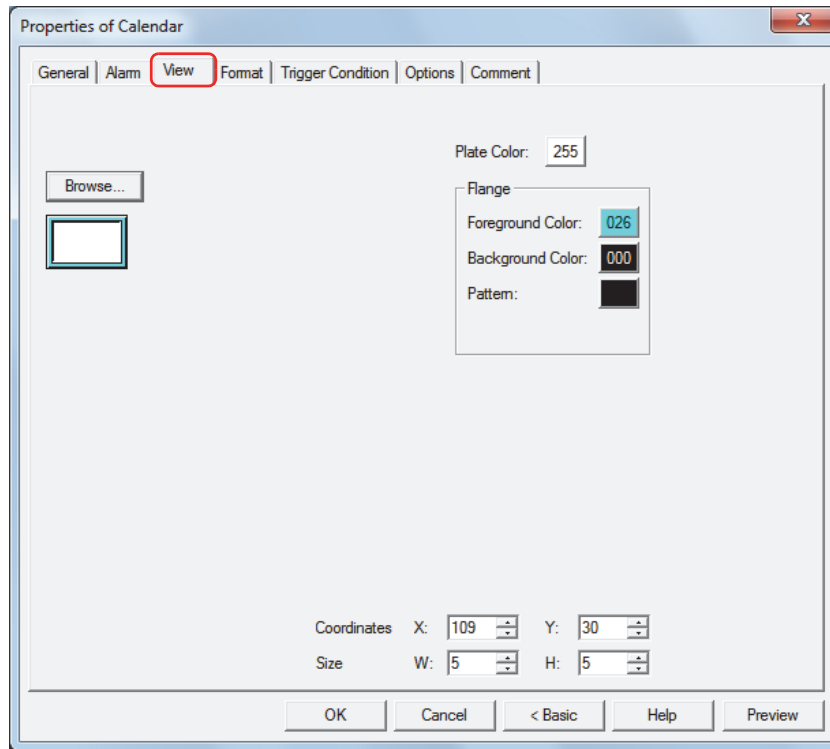 Properties of Calendar
General Alarm View Format Trigger Condition Options Comment
Plate Color: 255
Browse...
Flange
Foreground Color: 026
Background Color: 000
Pattern:
Coordinates X: 109 Y: 30
Size W: 5 H: 5
OK Cancel < Basic Help Preview